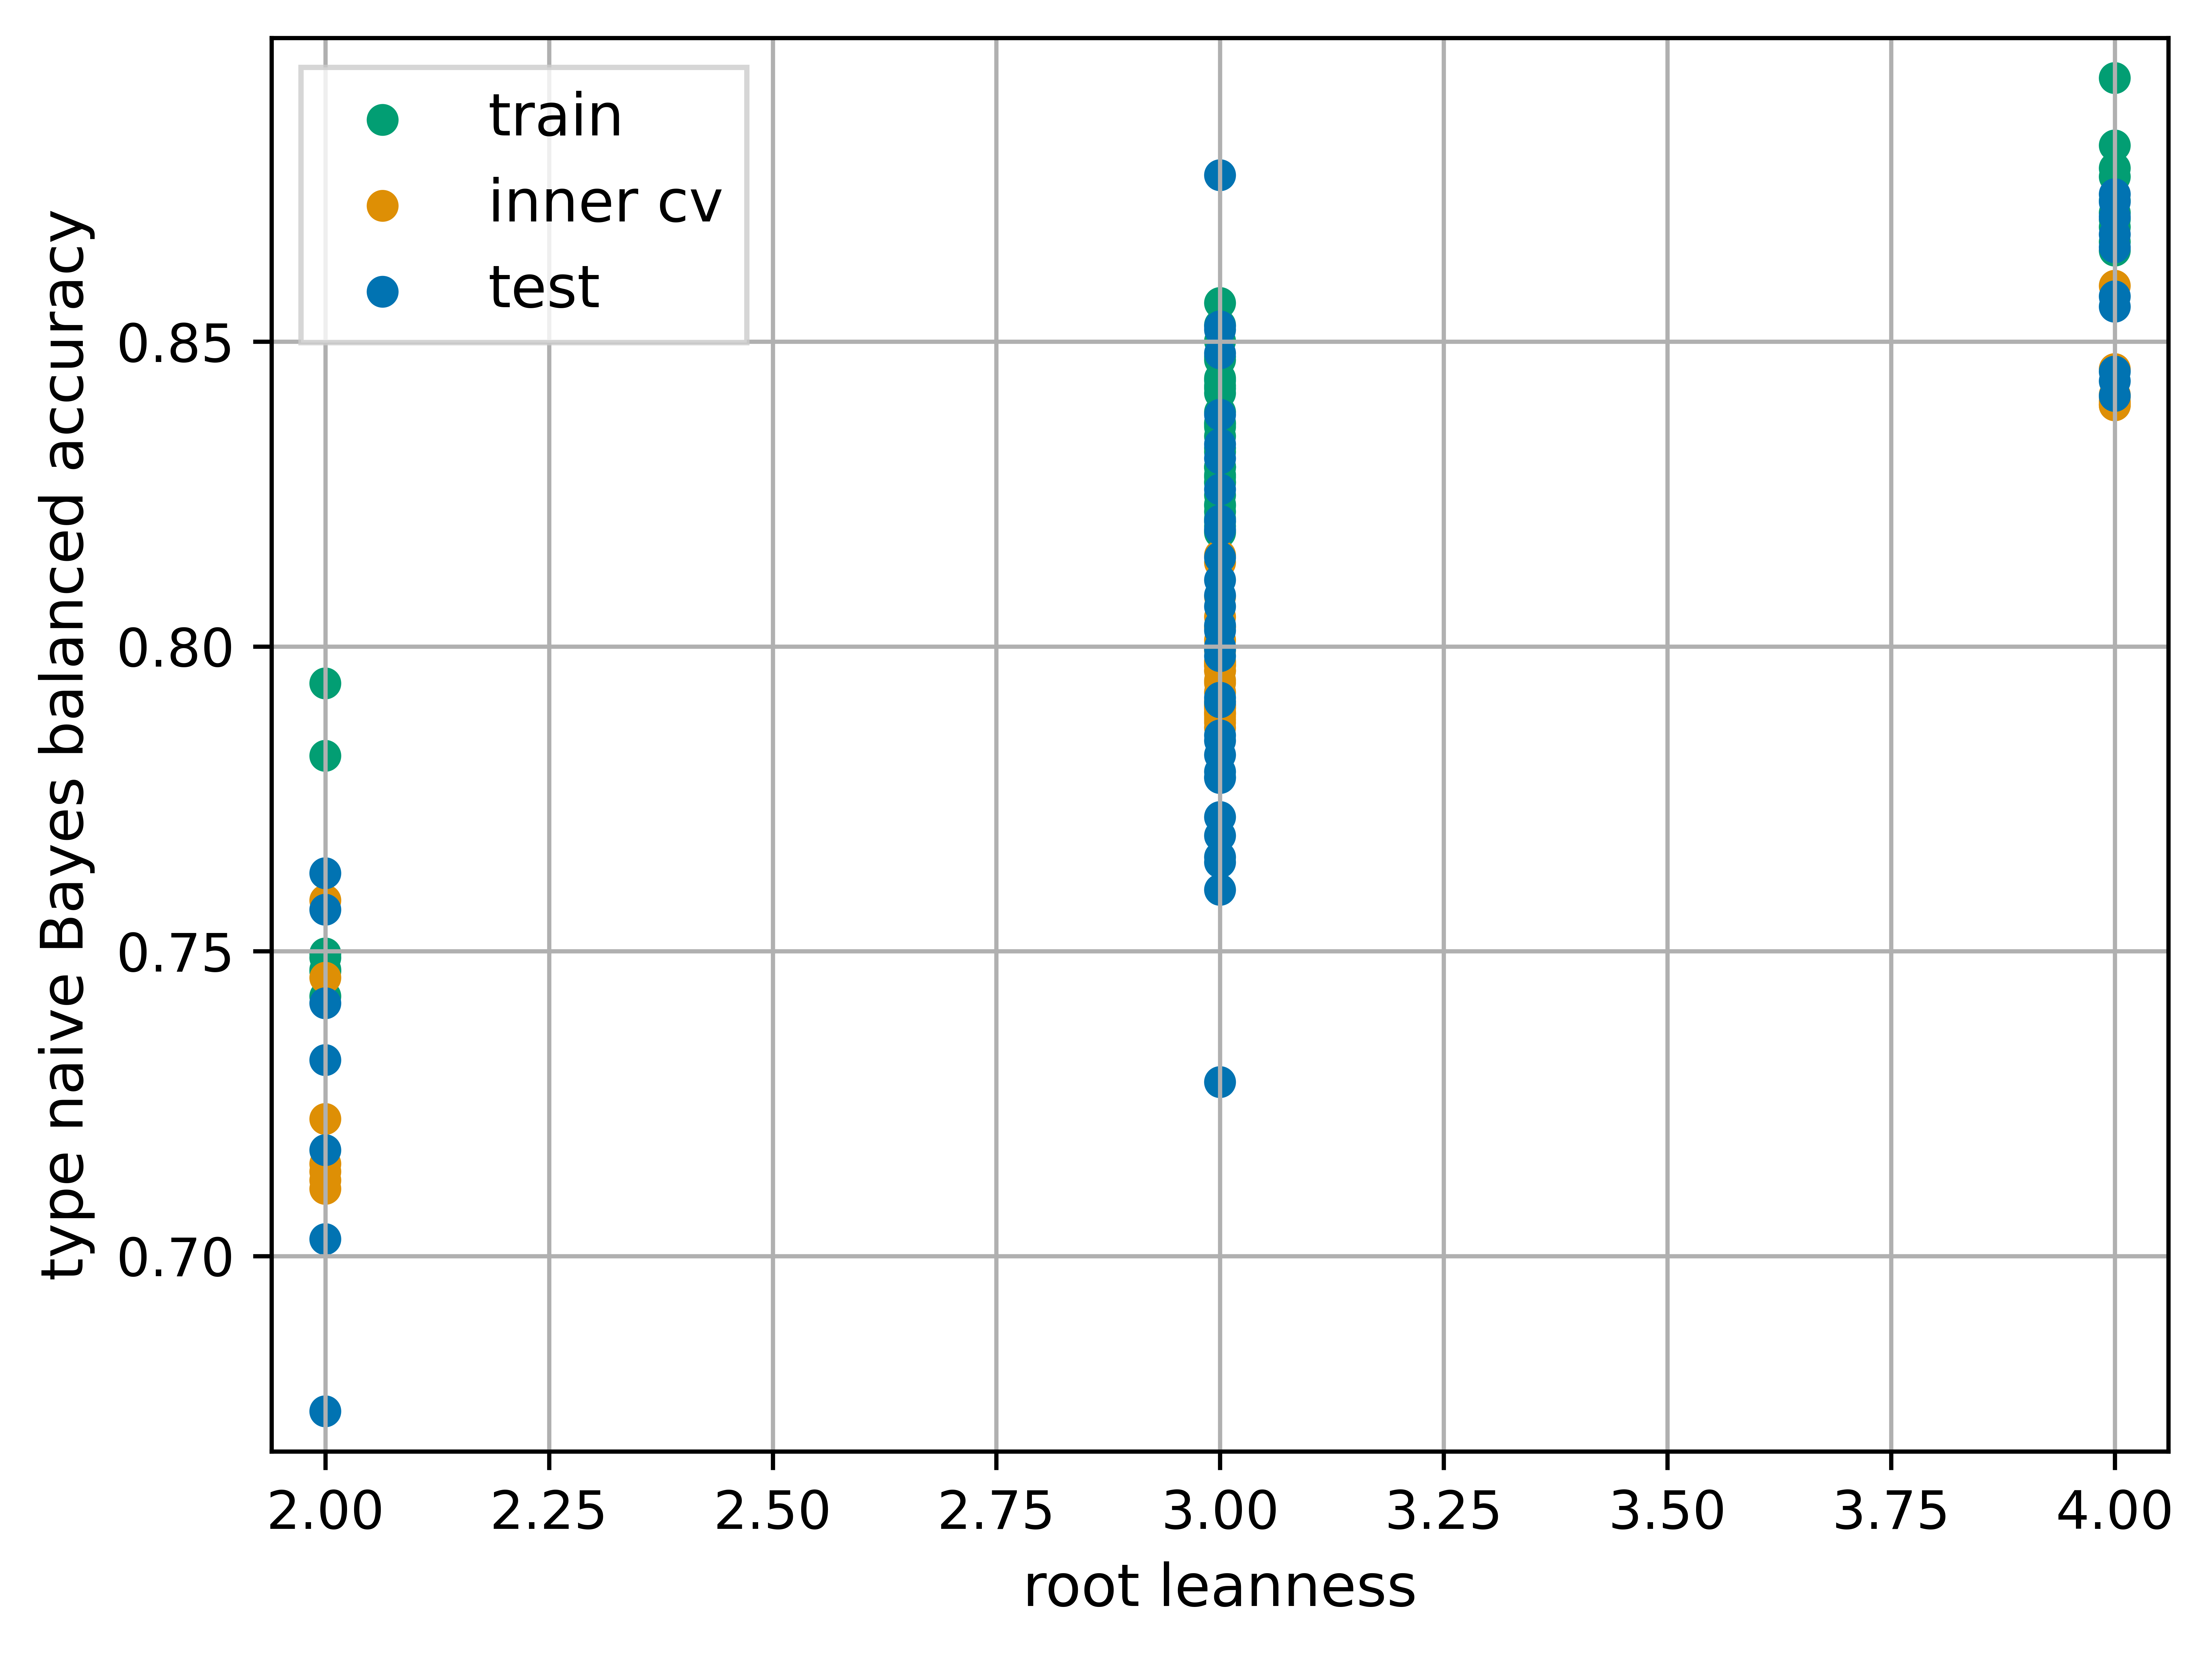 train
inner cv
test
type naive Bayes balanced accuracy
0.85
0.80
0.75
0.70
2.00 2.25 2.50 2.75 3.00 3.25 3.50 3.75 4.00
root leanness